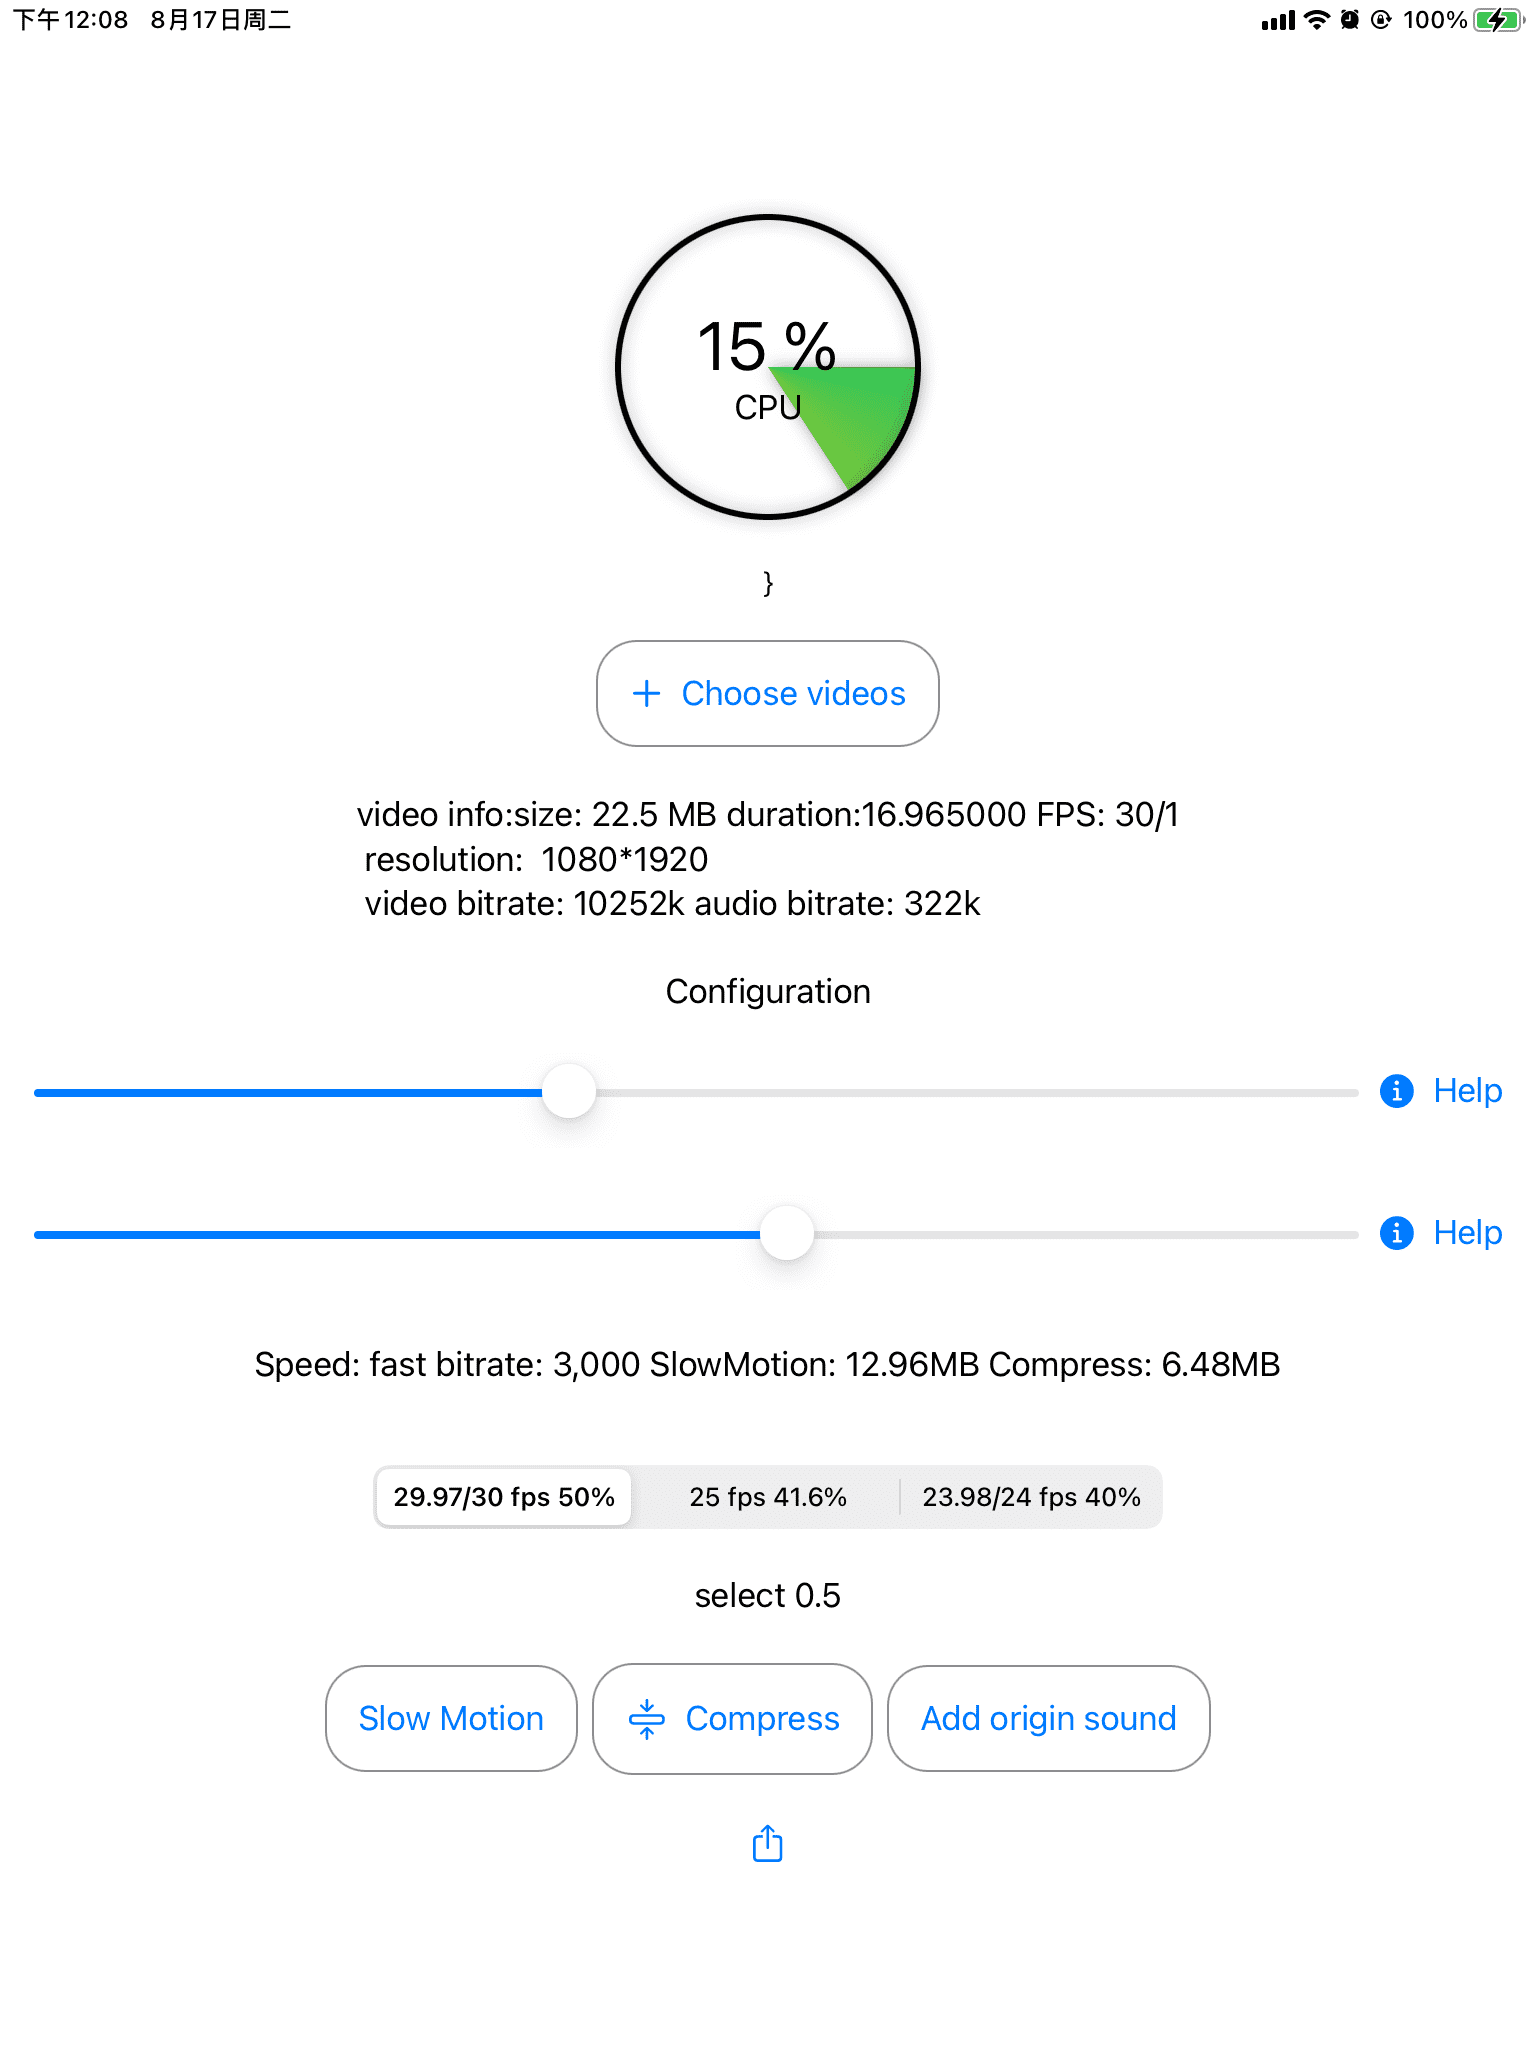 下午12:08 8月17日周二 100%
15 %
CPU
}
Choose videos
video info:size: 22.5 MB duration:16.965000 FPS: 30/1
resolution: 1080*1920
video bitrate: 10252k audio bitrate: 322k
Configuration
Help
Help
Speed: fast bitrate: 3,000 SlowMotion: 12.96MB Compress: 6.48MB
29.97/30 fps 50% 25 fps 41.6% 23.98/24 fps 40%
select 0.5
Slow Motion Compress Add origin sound